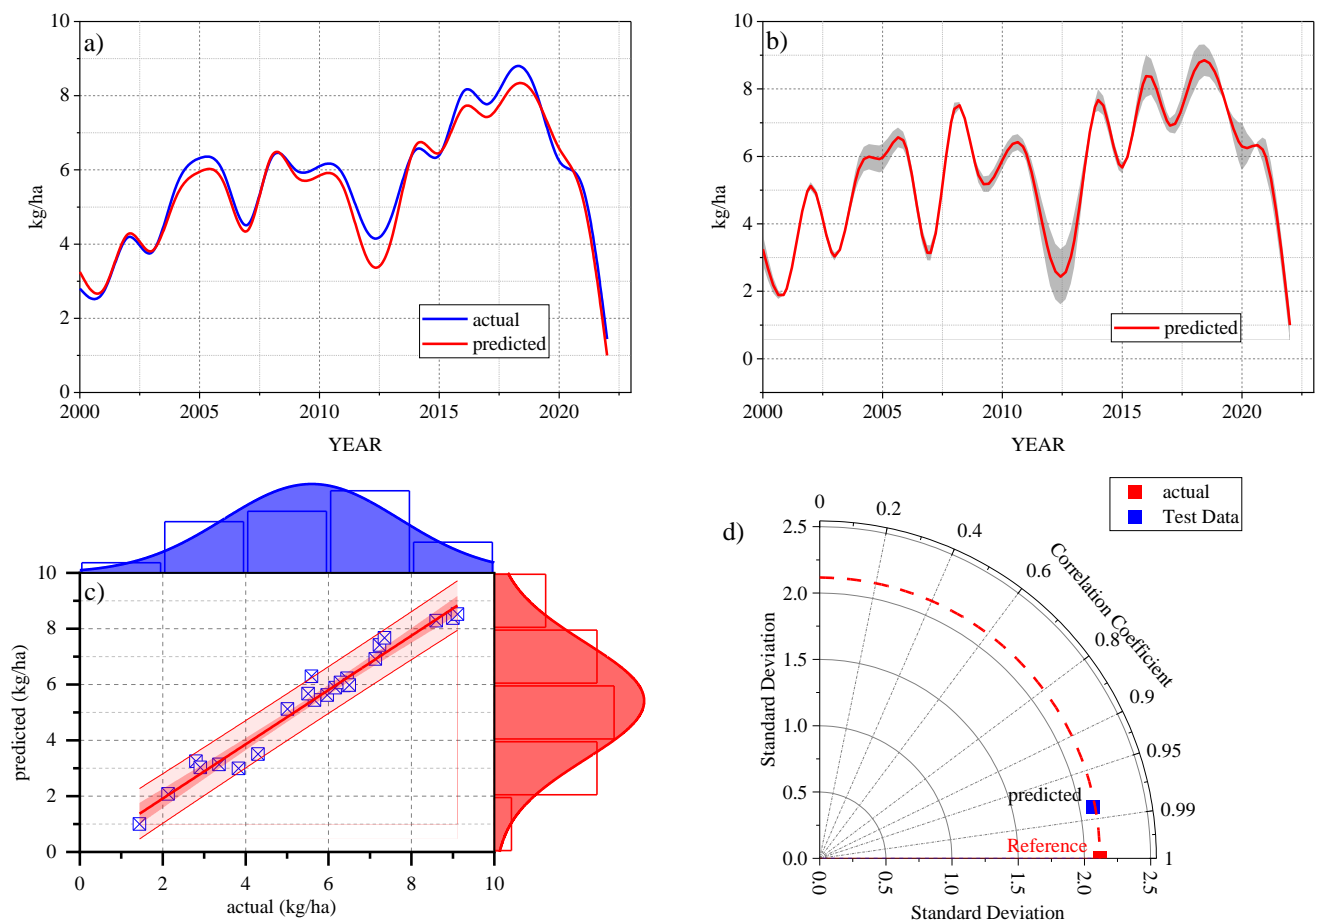 a)
10
8
6
4
2
0
kg/ha
2000 2005 2010 2015 2020
YEAR
actual
predicted
b)
10
8
6
4
2
0
kg/ha
2000 2005 2010 2015 2020
YEAR
predicted
c)
10
8
6
4
2
0
predicted (kg/ha)
0 2 4 6 8 10
actual (kg/ha)
d)
actual
Test Data
0 0.2 0.4 0.6 0.8 0.9 0.95 0.99 1
Correlation Coefficient
2.5
2.0
1.5
1.0
0.5
0.0
Standard Deviation
predicted
Reference
0.0 0.5 1.0 1.5 2.0 2.5
Standard Deviation